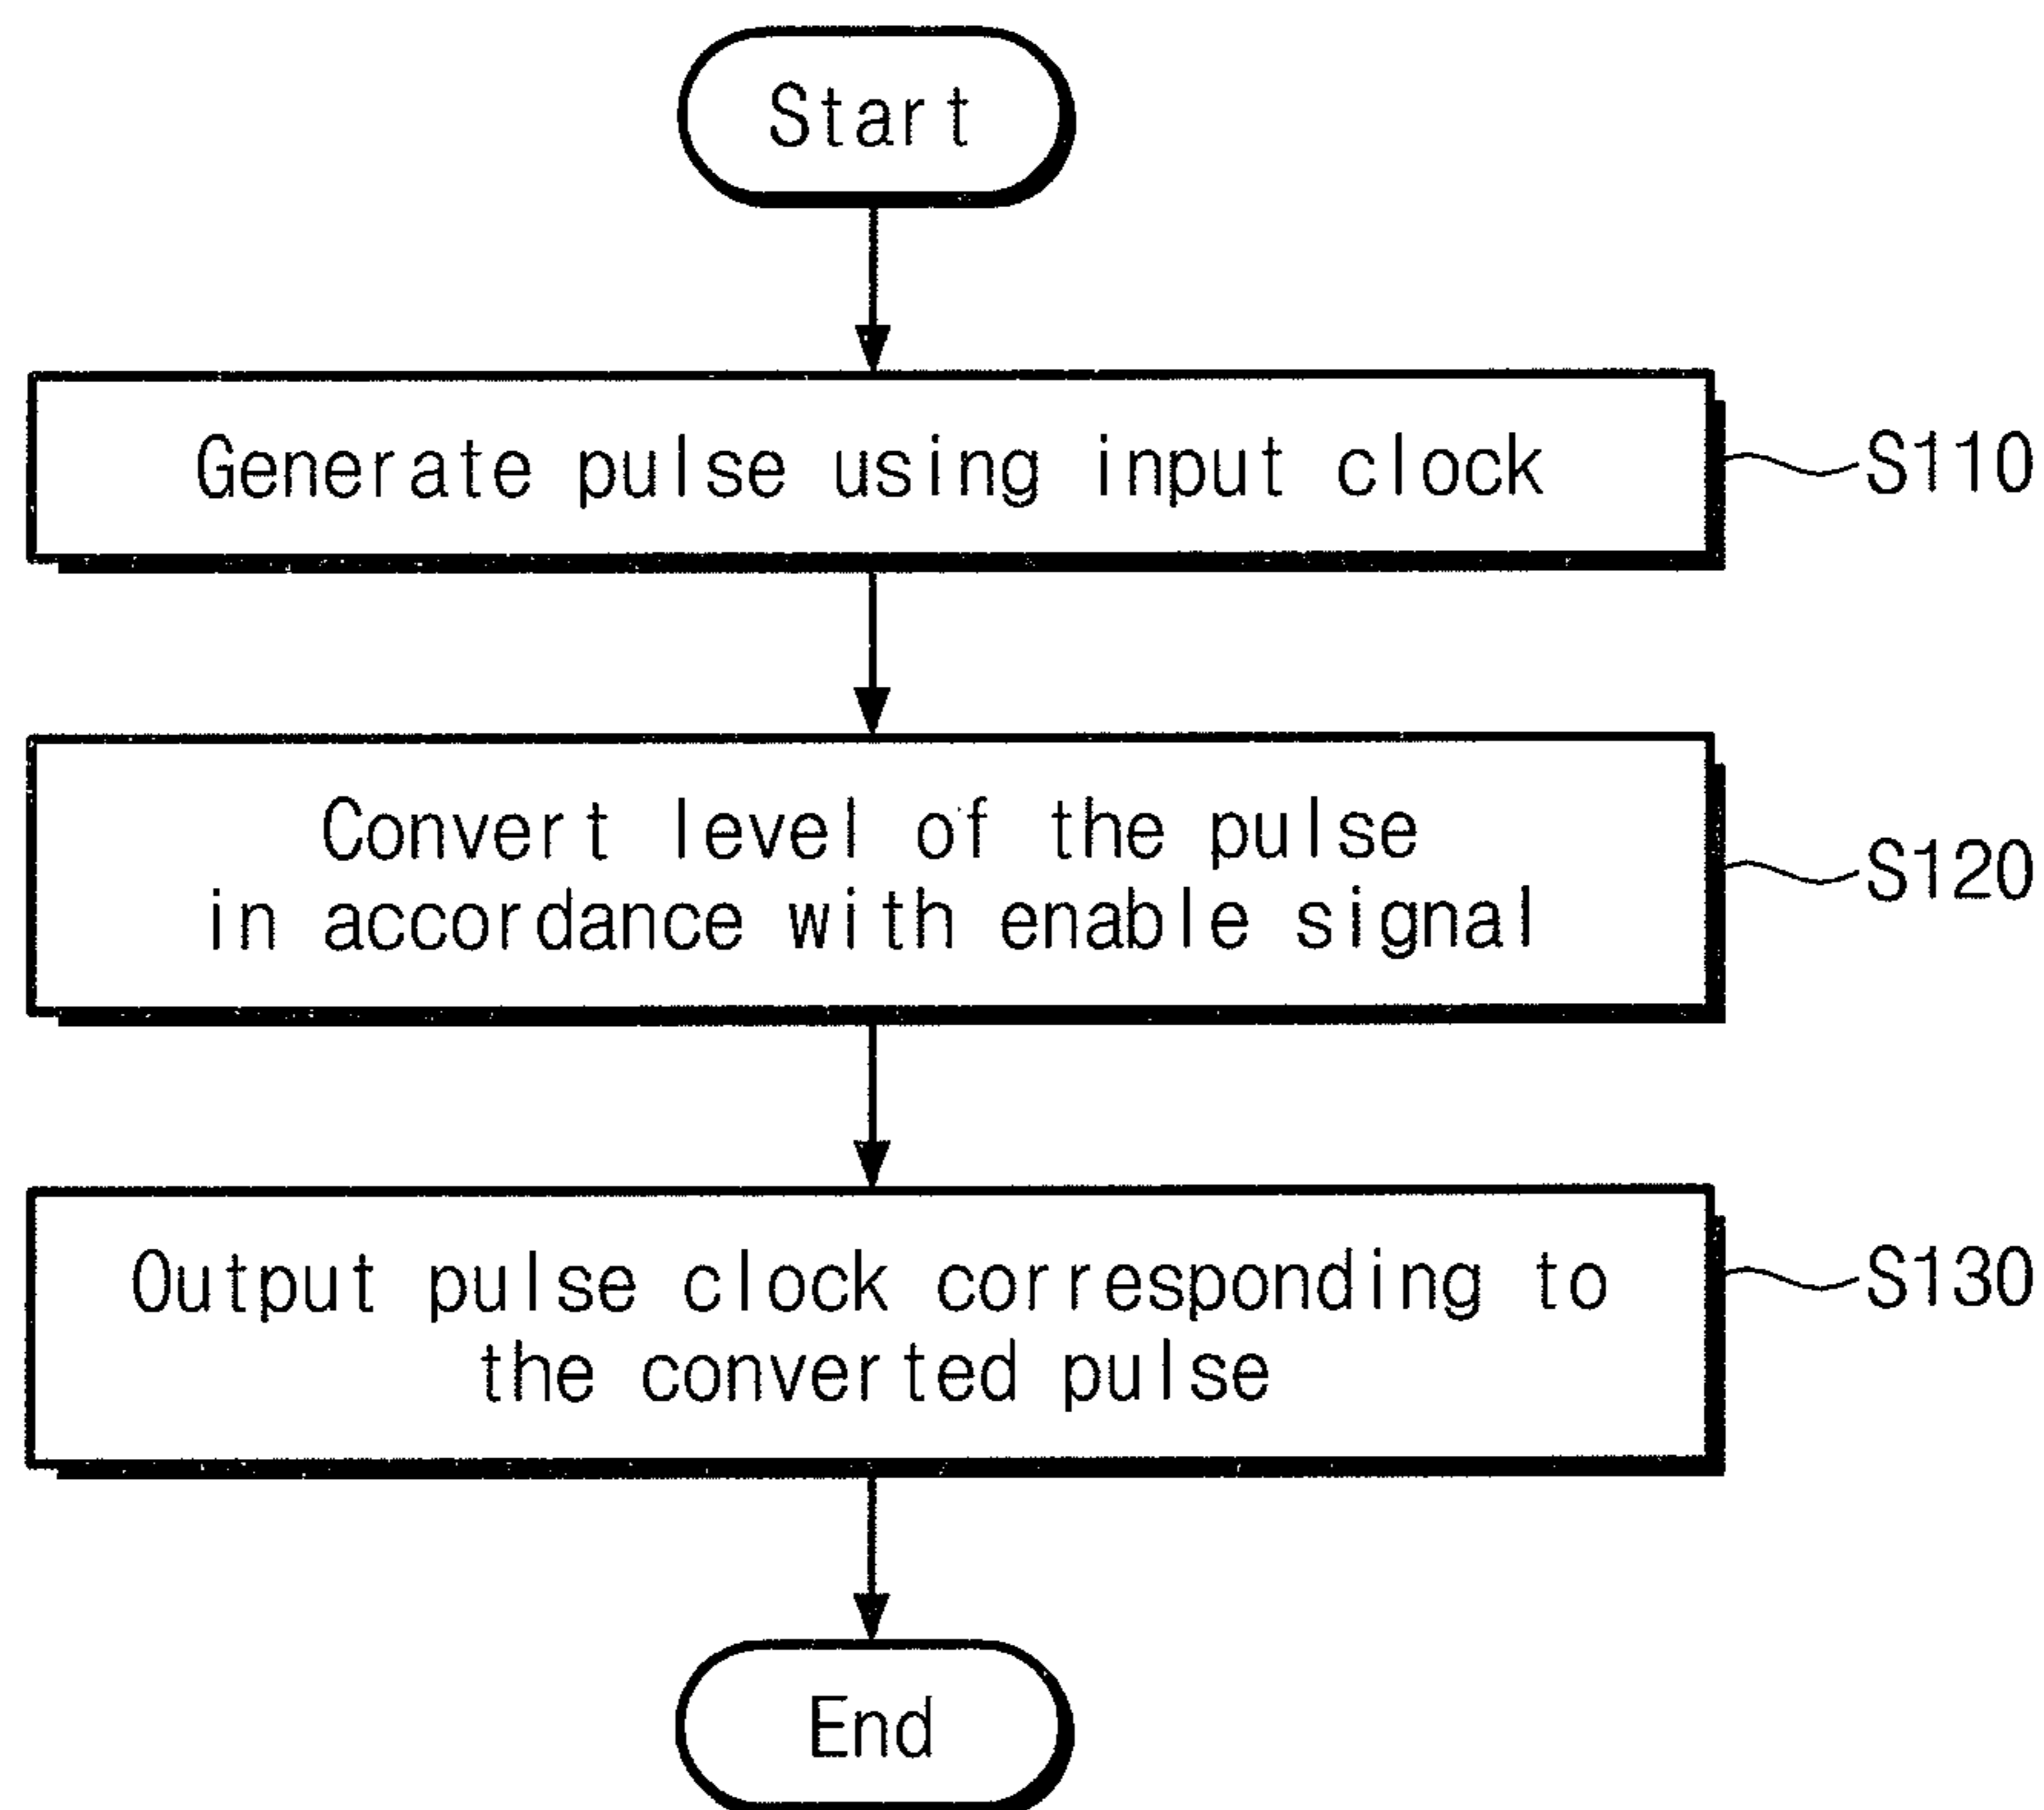 Start
Generate pulse using input clock
S110
Convert level of the pulse
in accordance with enable signal
S120
Output pulse clock corresponding to
the converted pulse
S130
End